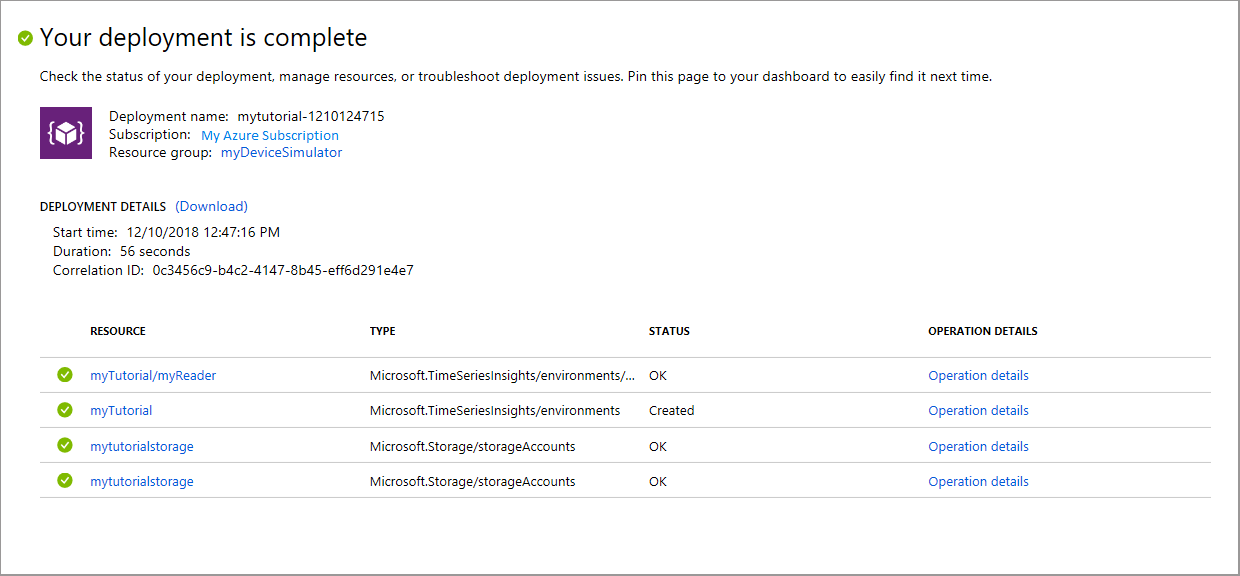 Your deployment is complete
Check the status of your deployment, manage resources, or troubleshoot deployment issues. Pin this page to your dashboard to easily find it next time.
Deployment name: mytutorial-1210124715
Subscription: My Azure Subscription
Resource group: myDeviceSimulator
DEPLOYMENT DETAILS (Download)
Start time: 12/10/2018 12:47:16 PM
Duration: 56 seconds
Correlation ID: 0c3456c9-b4c2-4147-8b45-eff6d291e4e7
RESOURCE TYPE STATUS OPERATION DETAILS
myTutorial/myReader Microsoft.TimeSeriesInsights/environments/... OK Operation details
myTutorial Microsoft.TimeSeriesInsights/environments Created Operation details
mytutorialstorage Microsoft.Storage/storageAccounts OK Operation details
mytutorialstorage Microsoft.Storage/storageAccounts OK Operation details